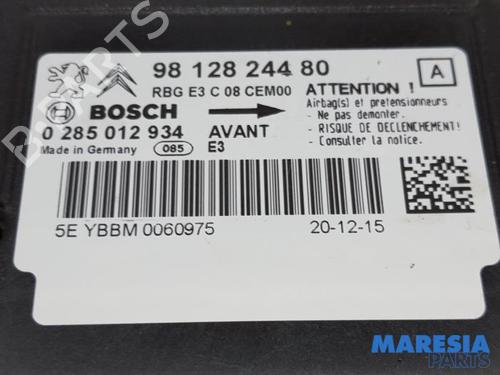 98 128 244 80
A
RBG E3 C 08 CEM00
ATTENTION !
Airbag(s) et pretensionneurs
- Ne pas demonter.
- RISQUE DE DECLENCHEMENT!
- Consulter la notice.
BOSCH
0 285 012 934
AVANT
Made in Germany
085
E3
5E YBBM 0060975
20-12-15
B-PARTS
MARESIA
PARTS